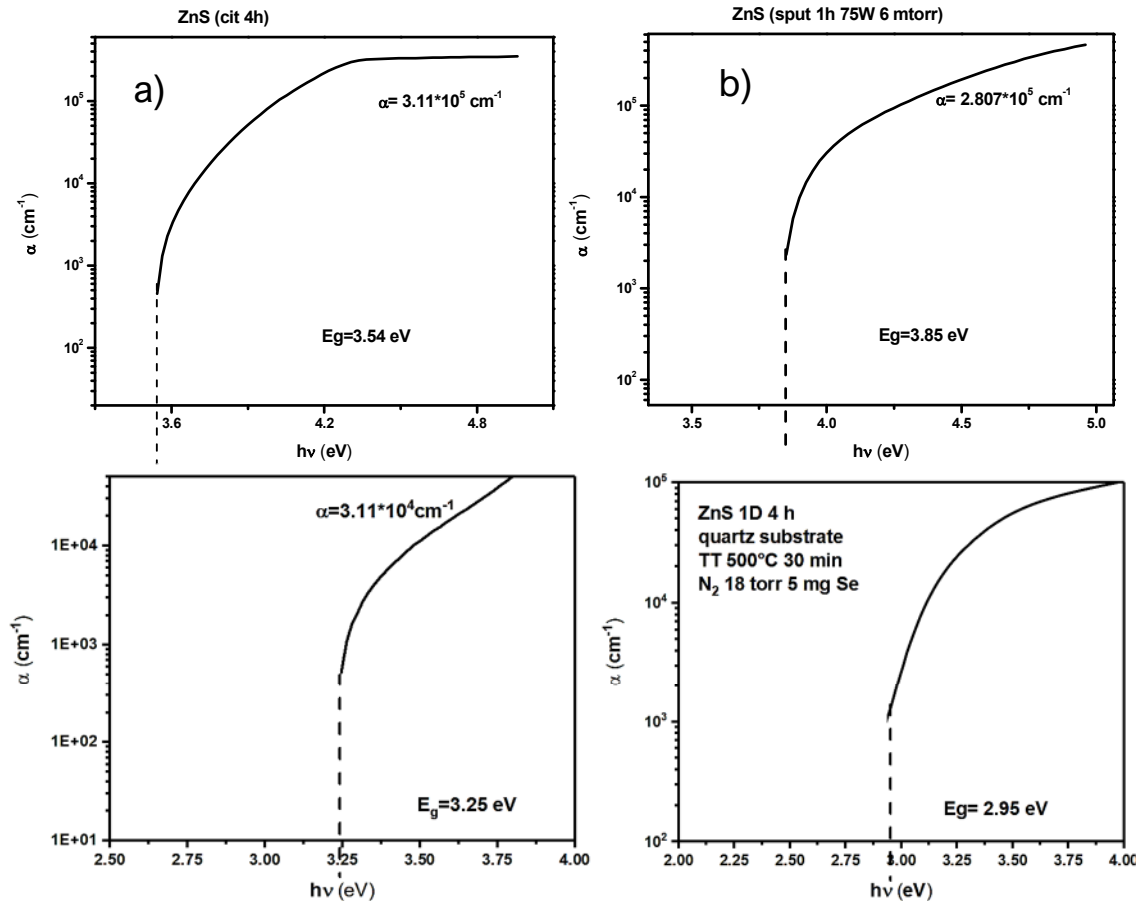 ZnS (cit 4h)
a)
α= 3.11*10^5 cm^-1
Eg=3.54 eV
10^5
10^4
10^3
10^2
α (cm^-1)
3.6 4.2 4.8
hν (eV)
ZnS (sput 1h 75W 6 mtorr)
b)
α= 2.807*10^5 cm^-1
Eg=3.85 eV
10^5
10^4
10^3
10^2
α (cm^-1)
3.5 4.0 4.5 5.0
hν (eV)
α=3.11*10^4cm^-1
E_g=3.25 eV
1E+04
1E+03
1E+02
1E+01
α (cm^-1)
2.50 2.75 3.00 3.25 3.50 3.75 4.00
hν (eV)
ZnS 1D 4 h
quartz substrate
TT 500°C 30 min
N_2 18 torr 5 mg Se
Eg= 2.95 eV
10^5
10^4
10^3
10^2
α (cm^-1)
2.00 2.25 2.50 2.75 3.00 3.25 3.50 3.75 4.00
hν (eV)